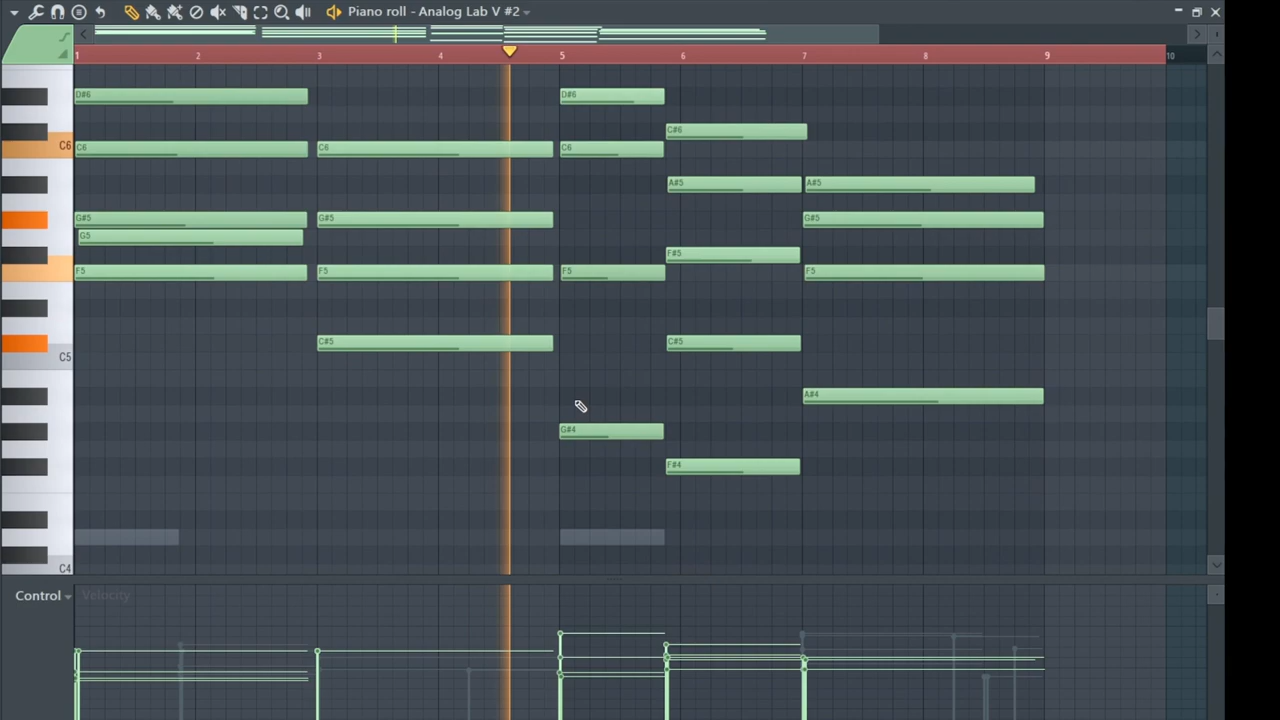 Piano roll - Analog Lab V #2
1 2 3 4 5 6 7 8 9 10
D#6 D#6
C#6
C6 C6 C6 C6
A#5 A#5
G#5 G#5 G#5
G5
F#5
F5 F5 F5 F5
C#5 C#5
C5
A#4
G#4
F#4
C4
Control Velocity